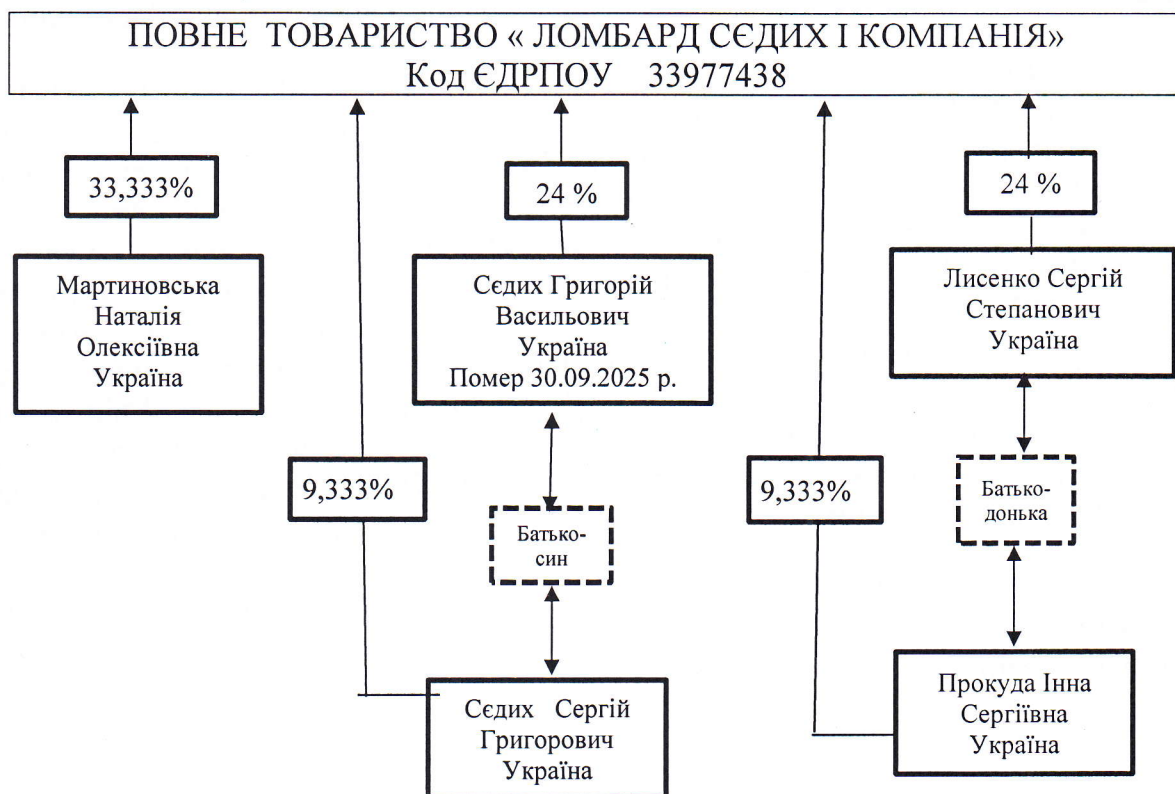 ПОВНЕ ТОВАРИСТВО « ЛОМБАРД СЄДИХ І КОМПАНІЯ»
Код ЄДРПОУ 33977438
33,333%
24 %
24 %
Мартиновська
Наталія
Олексіївна
Україна
Сєдих Григорій
Васильович
Україна
Помер 30.09.2025 р.
Лисенко Сергій
Степанович
Україна
9,333%
Батько-
син
9,333%
Батько-
донька
Сєдих Сергій
Григорович
Україна
Прокуда Інна
Сергіївна
Україна